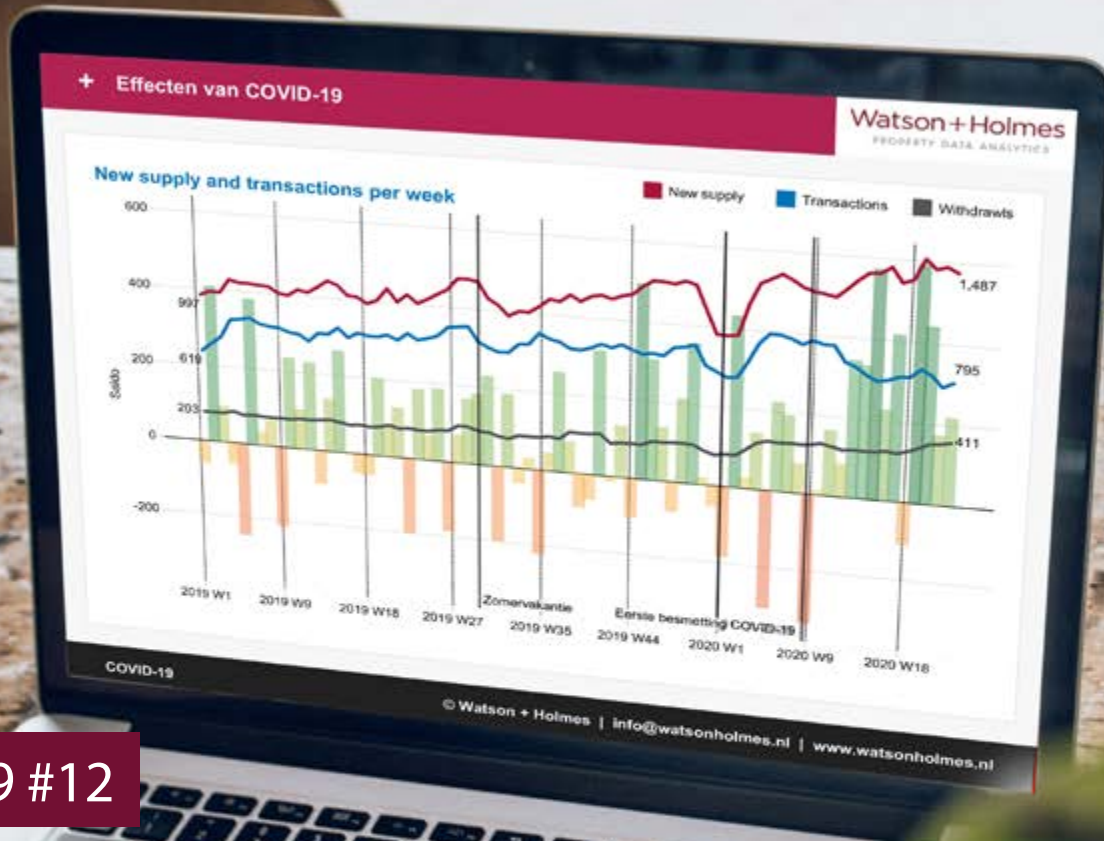 + Effecten van COVID-19
Watson+Holmes
PROPERTY DATA ANALYTICS
New supply and transactions per week
New supply
Transactions
Withdrawls
600
400
200
0
-200
Saldo
997
619
203
1,487
795
411
Zomervakantie
Eerste besmetting COVID-19
2019 W1
2019 W9
2019 W18
2019 W27
2019 W35
2019 W44
2020 W1
2020 W9
2020 W18
COVID-19
© Watson + Holmes | info@watsonholmes.nl | www.watsonholmes.nl
9 #12